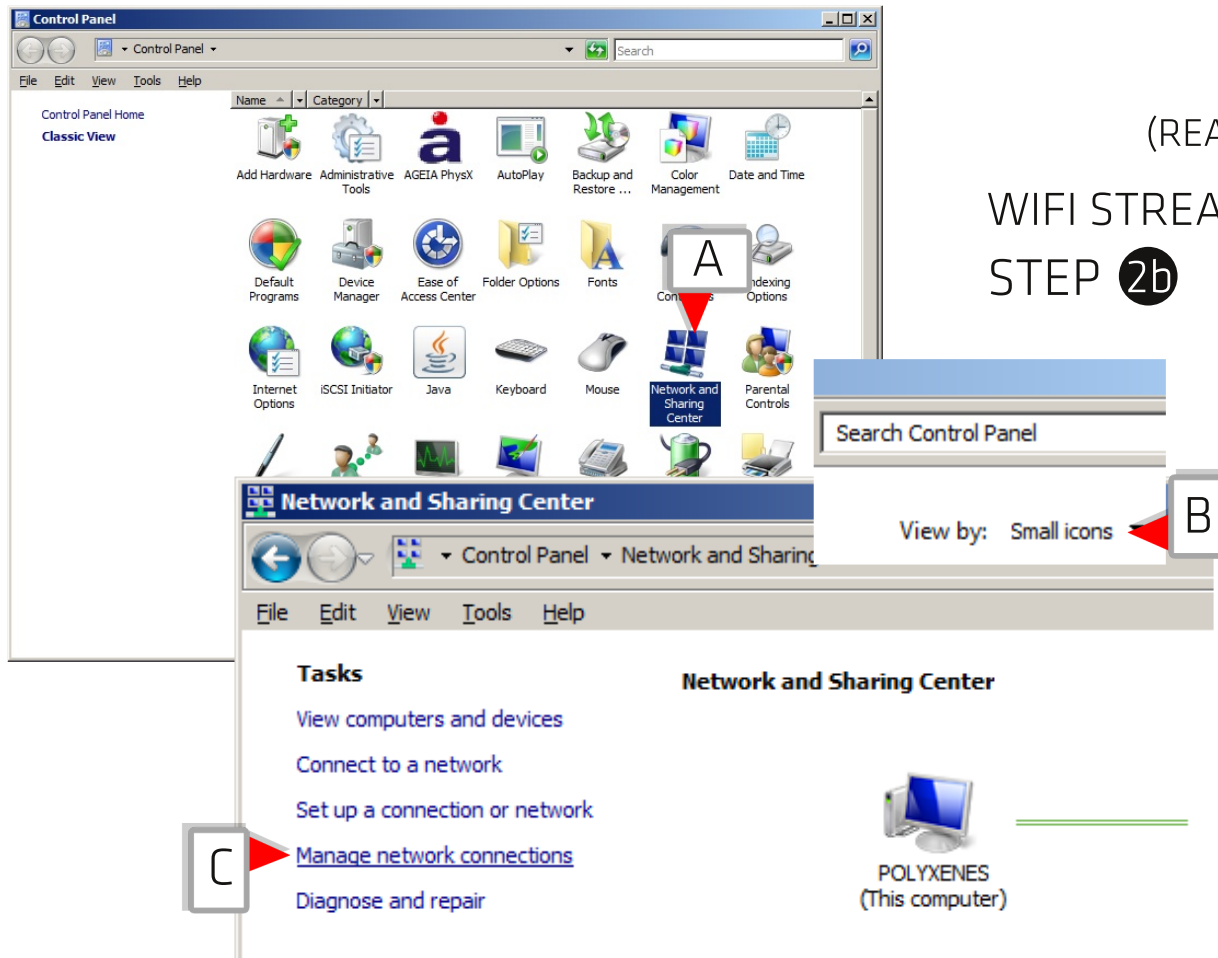 Control Panel
Control Panel
Search
File Edit View Tools Help
Control Panel Home
Classic View
Name Category
Add Hardware
Administrative
Tools
AGEIA PhysX
AutoPlay
Backup and
Restore ...
Color
Management
Date and Time
Default
Programs
Device
Manager
Ease of
Access Center
Folder Options
Fonts
Options
A
Internet
Options
iSCSI Initiator
Java
Keyboard
Mouse
Network and
Sharing
Center
Parental
Controls
(REA
WIFI STREA
STEP 2b
Search Control Panel
View by: Small icons
B
Network and Sharing Center
Control Panel Network and Sharing
File Edit View Tools Help
Tasks
View computers and devices
Connect to a network
Set up a connection or network
Manage network connections
Diagnose and repair
C
Network and Sharing Center
POLYXENES
(This computer)